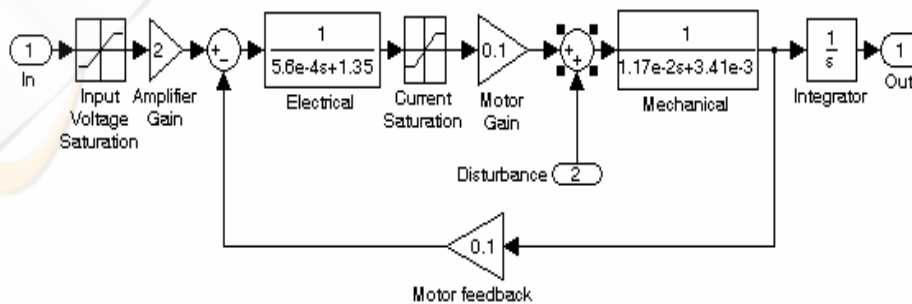 1
In
Input
Voltage
Saturation
2
Amplifier
Gain
+
−
1
5.6e-4s+1.35
Electrical
Current
Saturation
0.1
Motor
Gain
+
+
1
1.17e-2s+3.41e-3
Mechanical
1
s
Integrator
1
Out
Disturbance 2
0.1
Motor feedback